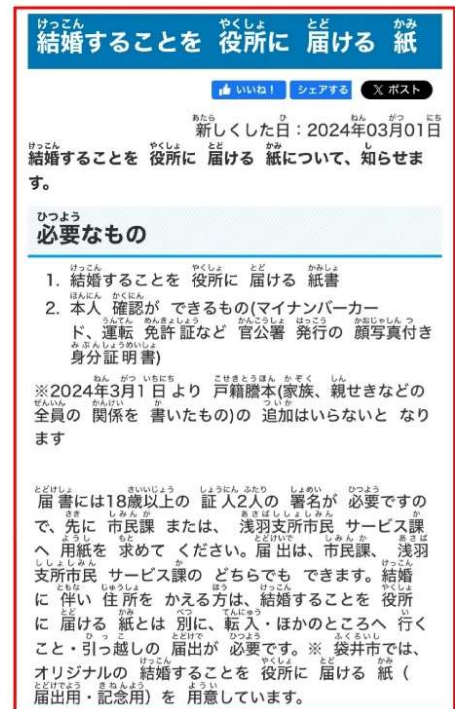 結婚することを 役所に 届ける 紙
いいね！ シェアする X ポスト
新しくした日：2024年03月01日
結婚することを 役所に 届ける 紙について、知らせま
す。
必要なもの
1. 結婚することを 役所に 届ける 紙書
2. 本人 確認が できるもの(マイナンバーカー
ド、運転 免許証など 官公署 発行の 顔写真付き
身分証明書)
※2024年3月1日より 戸籍謄本(家族、親せきなどの
全員の 関係を 書いたもの)の 追加はいらないと なり
ます
届書には18歳以上の 証人2人の 署名が 必要ですの
で、先に 市民課 または、 浅羽支所市民 サービス課
へ 用紙を 求めて ください。届出は、市民課、 浅羽
支所市民 サービス課の どちらでも できます。結婚
に 伴い 住所を かえる方は、結婚することを 役所
に 届ける 紙とは 別に、転入・ほかのところへ 行く
こと・引っ越しの 届出が 必要です。※ 袋井市では、
オリジナルの 結婚することを 役所に 届ける 紙（
届出用・記念用）を 用意しています。